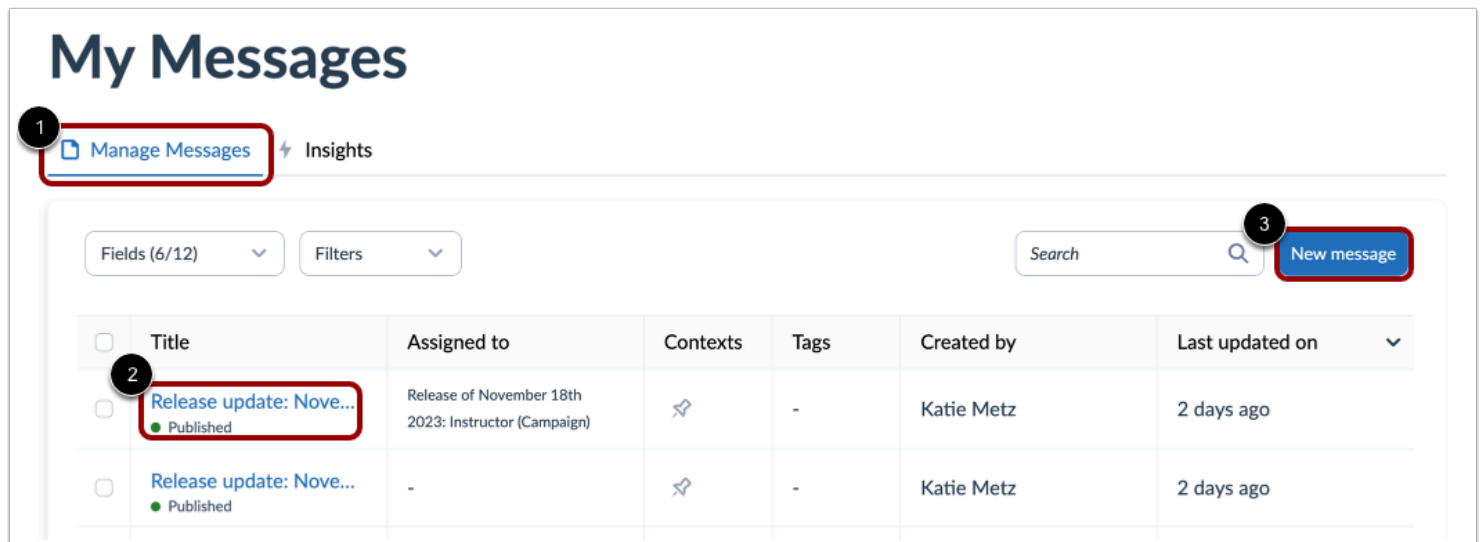 My Messages
1
Manage Messages Insights
3
Fields (6/12) Filters Search New message
Title Assigned to Contexts Tags Created by Last updated on
2
Release update: Nove... Release of November 18th 2023: Instructor (Campaign) - Katie Metz 2 days ago
Published
Release update: Nove... - - Katie Metz 2 days ago
Published